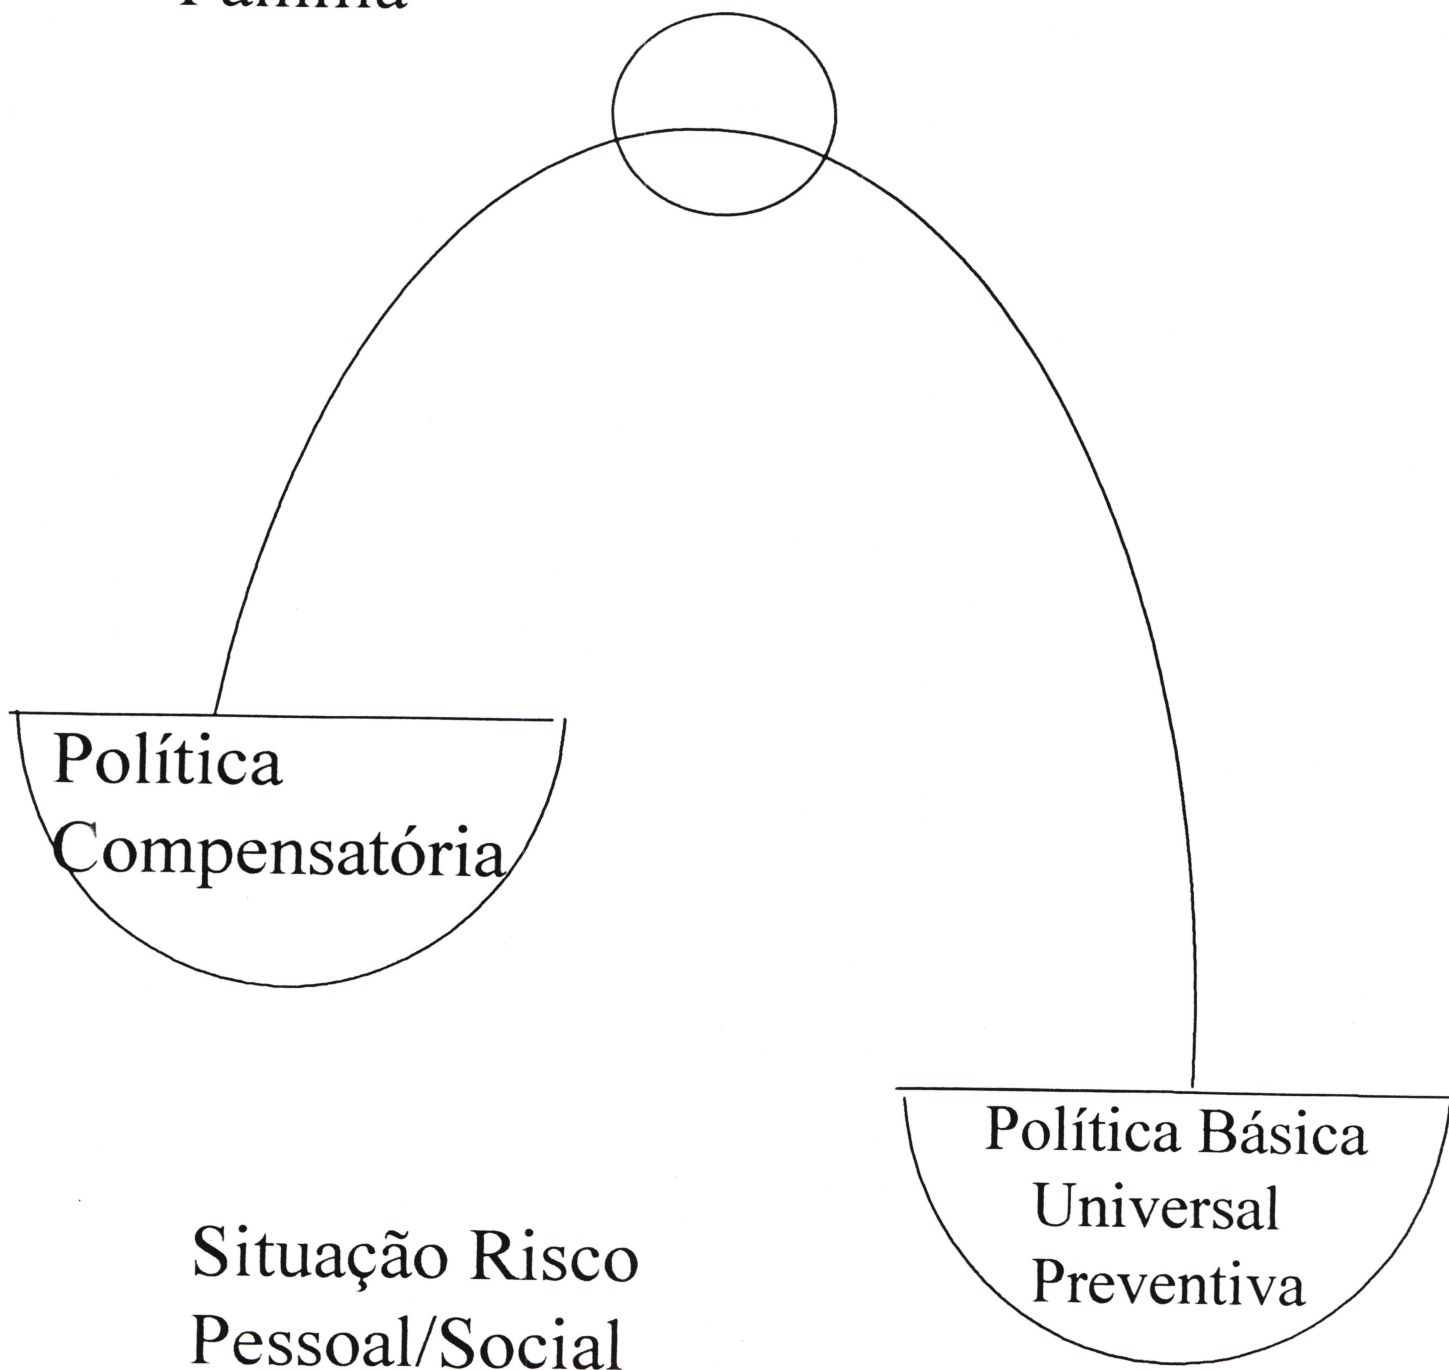 Política
Compensatória
Política Básica
Universal
Preventiva
Situação Risco
Pessoal/Social